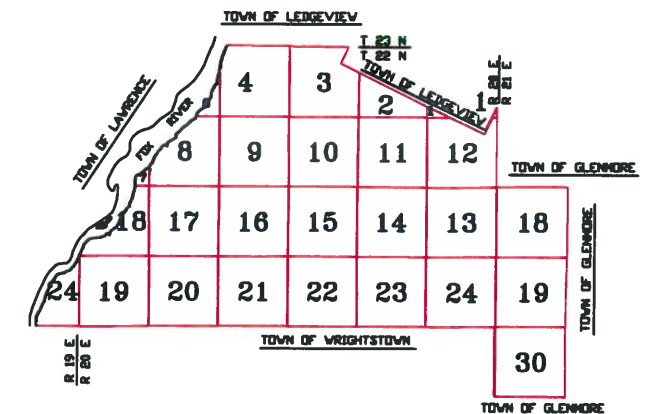 TOWN OF LEDGEVIEW
T 23 N
T 22 N
TOWN OF LEDGEVIEW
R 20 E
R 21 E
TOWN OF LAWRENCE
FOX RIVER
4 3 2 1 1
8 9 10 11 12
TOWN OF GLENMORE
18 17 16 15 14 13 18
TOWN OF GLENMORE
24 19 20 21 22 23 24 19
R 19 E
R 20 E
TOWN OF WRIGHTSTOWN
30
TOWN OF GLENMORE